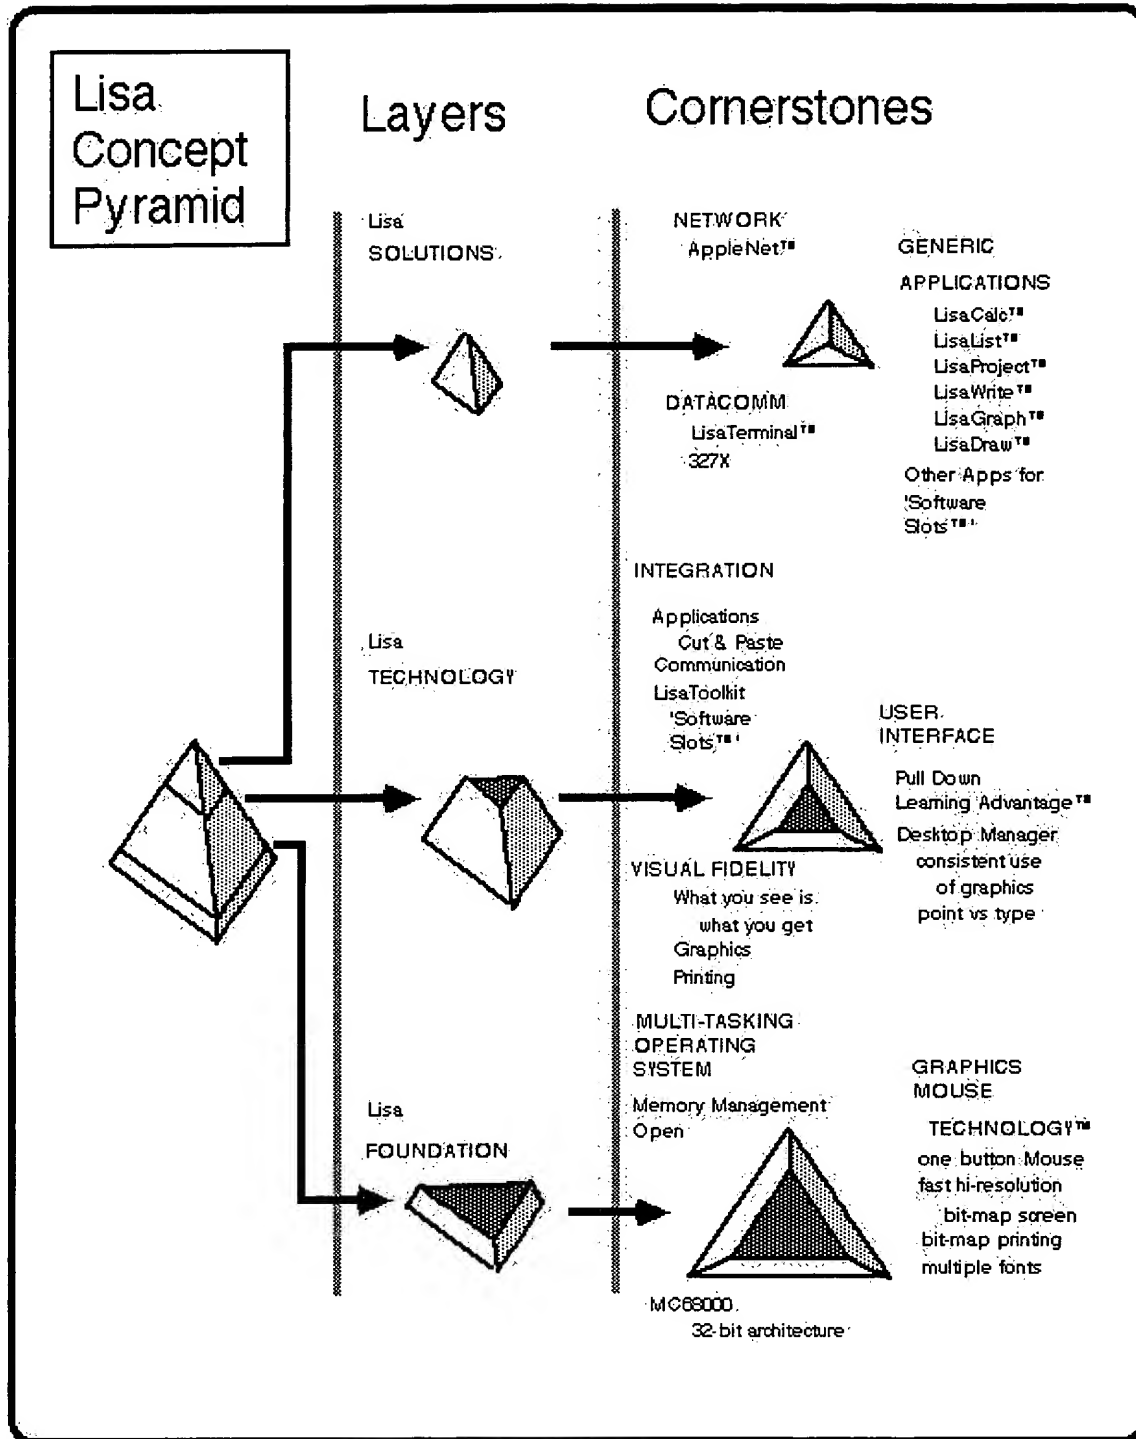 Lisa
Concept
Pyramid
Layers
Cornerstones
Lisa
SOLUTIONS
NETWORK
AppleNet™
GENERIC
APPLICATIONS
LisaCalc™
LisaList™
LisaProject™
LisaWrite™
LisaGraph™
LisaDraw™
Other Apps for
'Software
Slots™'
DATACOMM
LisaTerminal™
327X
Lisa
TECHNOLOGY
INTEGRATION
Applications
Cut & Paste
Communication
LisaToolkit
'Software
Slots™'
USER
INTERFACE
Pull Down
Learning Advantage™
Desktop Manager
consistent use
of graphics
point vs type
VISUAL FIDELITY
What you see is
what you get
Graphics
Printing
Lisa
FOUNDATION
MULTI-TASKING
OPERATING
SYSTEM
Memory Management
Open
GRAPHICS
MOUSE
TECHNOLOGY™
one button Mouse
fast hi-resolution
bit-map screen
bit-map printing
multiple fonts
MC68000
32-bit architecture